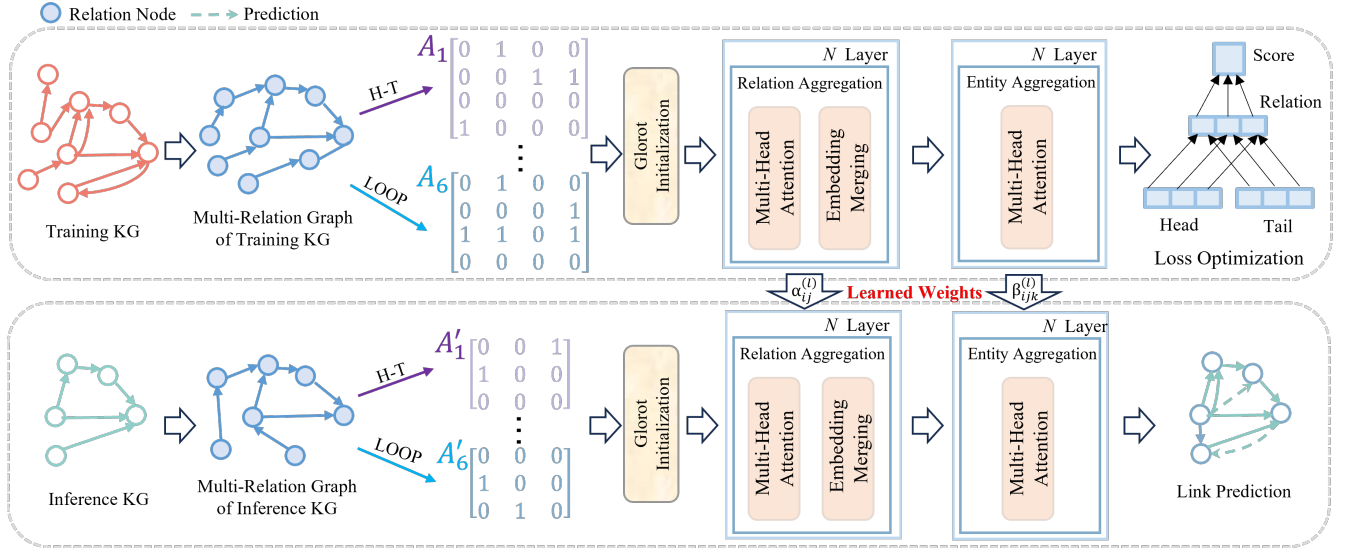 Relation Node
Prediction
A₁
0 1 0 0
0 0 1 1
0 0 0 0
1 0 0 0
H-T
⋮
LOOP
A₆
0 1 0 0
0 0 0 1
1 1 0 1
0 0 0 0
Training KG
Multi-Relation Graph
of Training KG
Glorot
Initialization
N Layer
Relation Aggregation
Multi-Head
Attention
Embedding
Merging
N Layer
Entity Aggregation
Multi-Head
Attention
Score
Relation
Head
Tail
Loss Optimization
α_{ij}^{(l)}
Learned Weights
β_{ijk}^{(l)}
A′₁
0 0 1
1 0 0
0 0 0
H-T
⋮
LOOP
A′₆
0 0 0
1 0 0
0 1 0
Inference KG
Multi-Relation Graph
of Inference KG
Glorot
Initialization
N Layer
Relation Aggregation
Multi-Head
Attention
Embedding
Merging
N Layer
Entity Aggregation
Multi-Head
Attention
Link Prediction